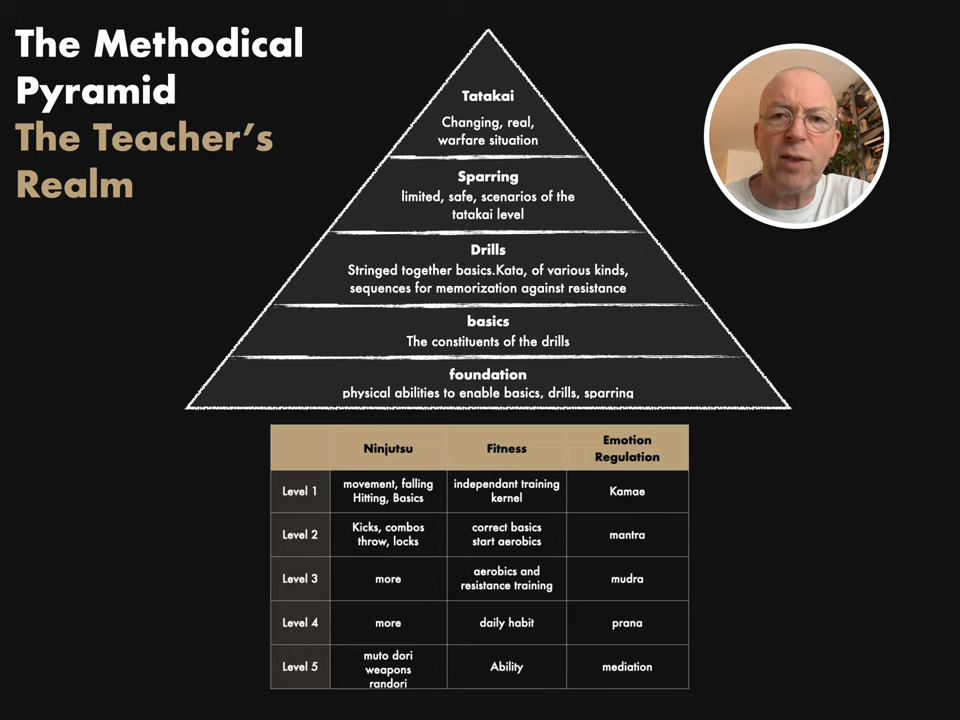 The Methodical
Pyramid
The Teacher's
Realm
Tatakai
Changing, real,
warfare situation
Sparring
limited, safe, scenarios of the
tatakai level
Drills
Stringed together basics.Kata, of various kinds,
sequences for memorization against resistance
basics
The constituents of the drills
foundation
physical abilities to enable basics, drills, sparring
Ninjutsu
Fitness
Emotion
Regulation
Level 1
movement, falling
Hitting, Basics
independant training
kernel
Kamae
Level 2
Kicks, combos
throw, locks
correct basics
start aerobics
mantra
Level 3
more
aerobics and
resistance training
mudra
Level 4
more
daily habit
prana
Level 5
muto dori
weapons
randori
Ability
mediation